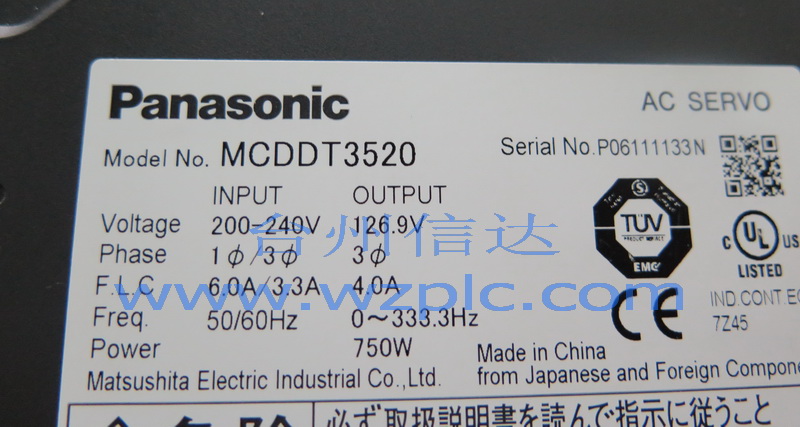 Panasonic
AC SERVO
Model No. MCDDT3520
Serial No.P06111133N
INPUT OUTPUT
Voltage 200-240V 126.9V
Phase 1φ/3φ 3φ
F.L.C 6.0A/3.3A 4.0A
Freq. 50/60Hz 0～333.3Hz
Power 750W
TÜV
EMC
C UL US
LISTED
CE
IND.CONT.EQ
7Z45
Made in China
from Japanese and Foreign Compone
Matsushita Electric Industrial Co.,Ltd.
必ず取扱説明書を読んで指示に従うこと
台州信达
www.wzplc.com